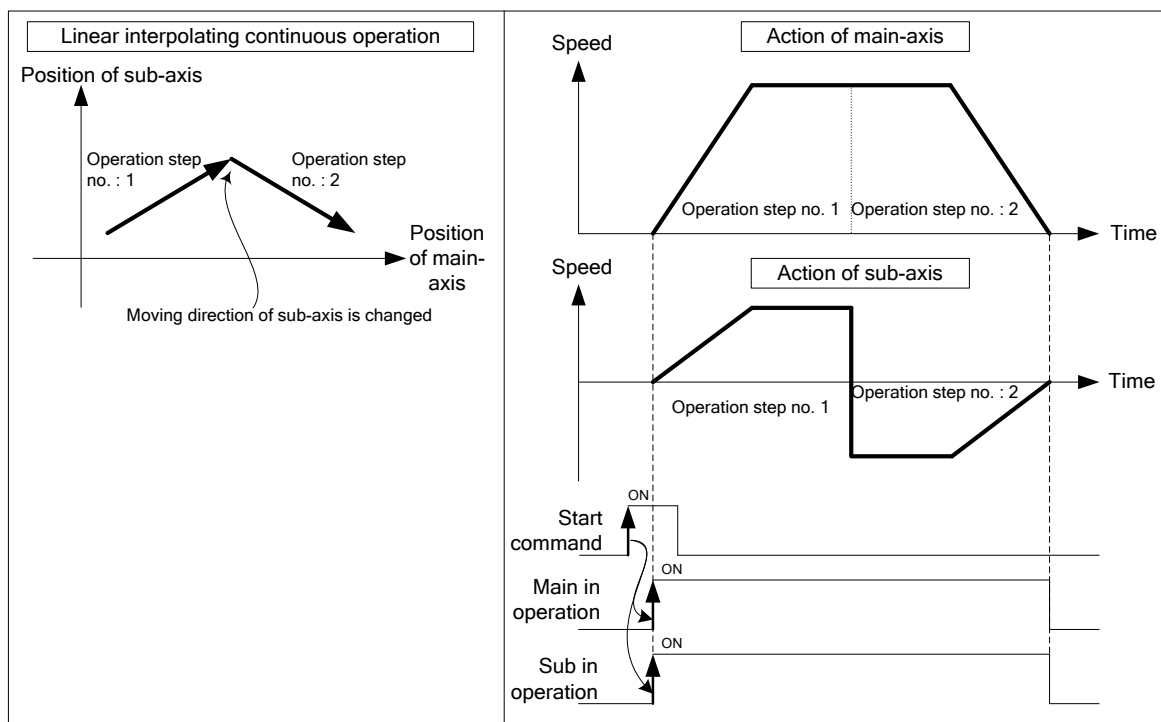 Linear interpolating continuous operation
Position of sub-axis
Operation step
no. : 1
Operation step
no. : 2
Position
of main-
axis
Moving direction of sub-axis is changed
Action of main-axis
Speed
Operation step no. 1
Operation step no. : 2
Time
Action of sub-axis
Speed
Operation step no. 1
Operation step no. : 2
Time
ON
Start
command
ON
Main in
operation
ON
Sub in
operation